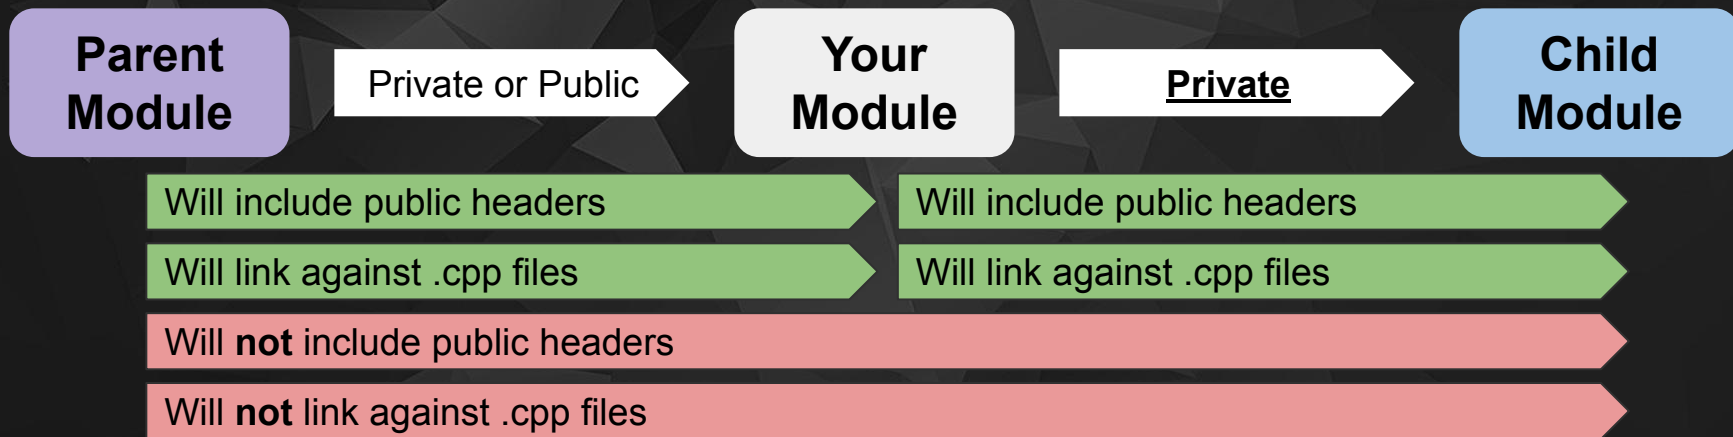 Parent
Module
Private or Public
Your
Module
Private
Child
Module
Will include public headers
Will include public headers
Will link against .cpp files
Will link against .cpp files
Will not include public headers
Will not link against .cpp files